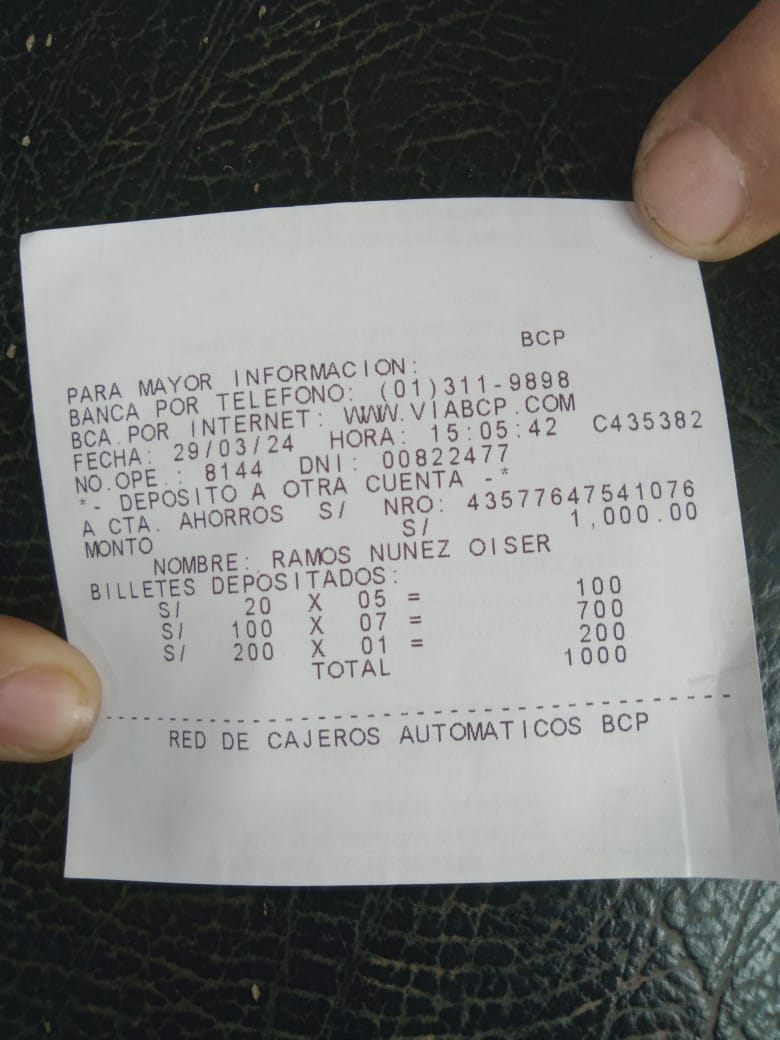 BCP
PARA MAYOR INFORMACION:
BANCA POR TELEFONO: (01)311-9898
BCA.POR INTERNET: WWW.VIABCP.COM
FECHA: 29/03/24 HORA: 15:05:42 C435382
NO.OPE.: 8144 DNI: 00822477
*- DEPOSITO A OTRA CUENTA -*
A CTA. AHORROS S/ NRO: 43577647541076
MONTO S/ 1,000.00
NOMBRE: RAMOS NUNEZ OISER
BILLETES DEPOSITADOS:
S/ 20 X 05 = 100
S/ 100 X 07 = 700
S/ 200 X 01 = 200
TOTAL 1000
--------------------------------------
RED DE CAJEROS AUTOMATICOS BCP